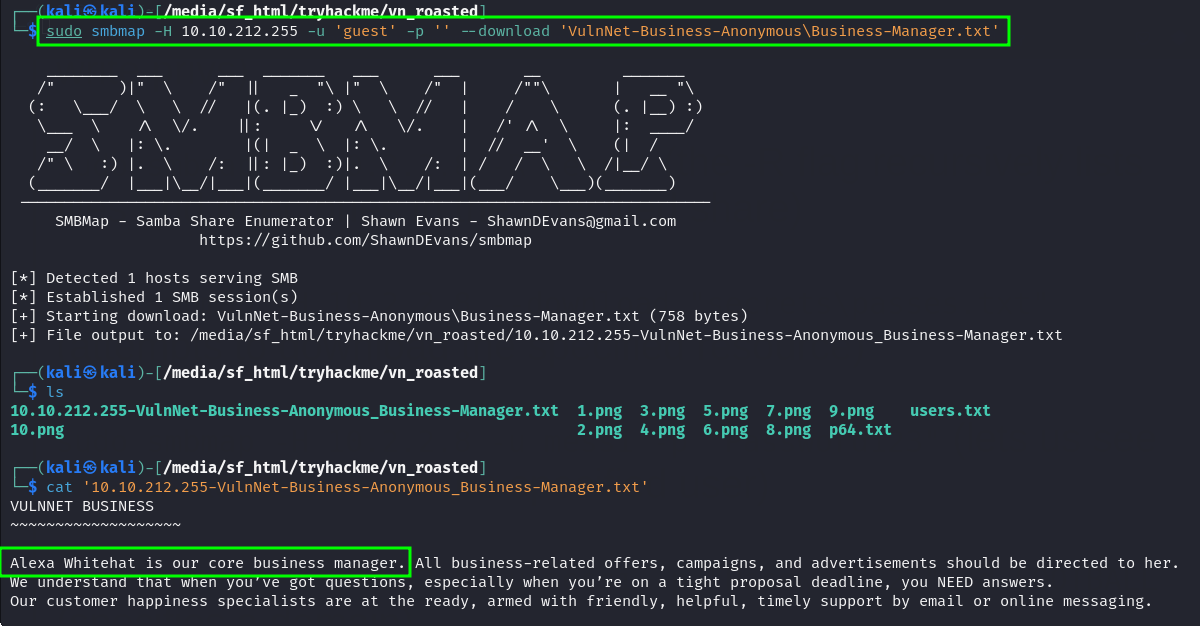 ┌──(kali㉿kali)-[/media/sf_html/tryhackme/vn_roasted]
└─$ sudo smbmap -H 10.10.212.255 -u 'guest' -p '' --download 'VulnNet-Business-Anonymous\Business-Manager.txt'
SMBMap - Samba Share Enumerator | Shawn Evans - ShawnDEvans@gmail.com
https://github.com/ShawnDEvans/smbmap
[*] Detected 1 hosts serving SMB
[*] Established 1 SMB session(s)
[+] Starting download: VulnNet-Business-Anonymous\Business-Manager.txt (758 bytes)
[+] File output to: /media/sf_html/tryhackme/vn_roasted/10.10.212.255-VulnNet-Business-Anonymous_Business-Manager.txt
┌──(kali㉿kali)-[/media/sf_html/tryhackme/vn_roasted]
└─$ ls
10.10.212.255-VulnNet-Business-Anonymous_Business-Manager.txt 1.png 3.png 5.png 7.png 9.png users.txt
10.png 2.png 4.png 6.png 8.png p64.txt
┌──(kali㉿kali)-[/media/sf_html/tryhackme/vn_roasted]
└─$ cat '10.10.212.255-VulnNet-Business-Anonymous_Business-Manager.txt'
VULNNET BUSINESS
~~~~~~~~~~~~~~~~~~~
Alexa Whitehat is our core business manager. All business-related offers, campaigns, and advertisements should be directed to her.
We understand that when you've got questions, especially when you're on a tight proposal deadline, you NEED answers.
Our customer happiness specialists are at the ready, armed with friendly, helpful, timely support by email or online messaging.